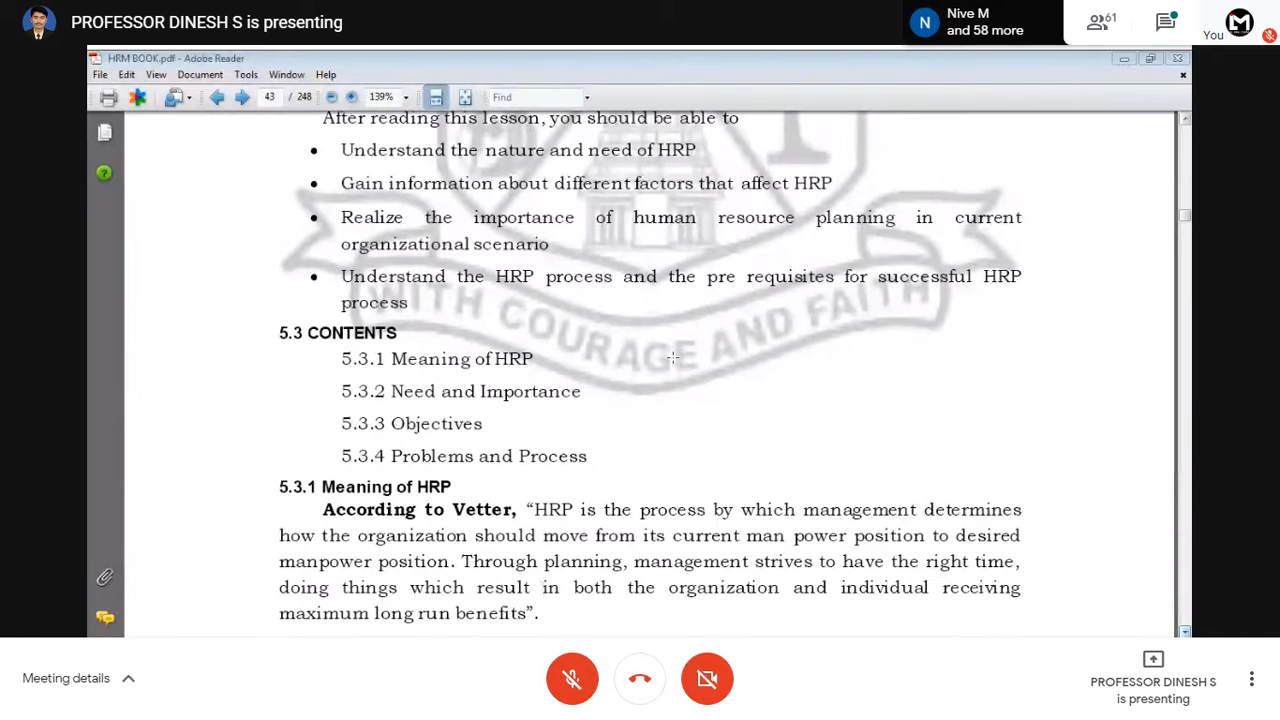 PROFESSOR DINESH S is presenting
N
Nive M
and 58 more
61
You
HRM BOOK.pdf - Adobe Reader
File Edit View Document Tools Window Help
43 / 248 139% Find
After reading this lesson, you should be able to
• Understand the nature and need of HRP
• Gain information about different factors that affect HRP
• Realize the importance of human resource planning in current
organizational scenario
• Understand the HRP process and the pre requisites for successful HRP
process
WITH COURAGE AND FAITH
5.3 CONTENTS
5.3.1 Meaning of HRP
5.3.2 Need and Importance
5.3.3 Objectives
5.3.4 Problems and Process
5.3.1 Meaning of HRP
According to Vetter, “HRP is the process by which management determines
how the organization should move from its current man power position to desired
manpower position. Through planning, management strives to have the right time,
doing things which result in both the organization and individual receiving
maximum long run benefits”.
Meeting details
PROFESSOR DINESH S
is presenting